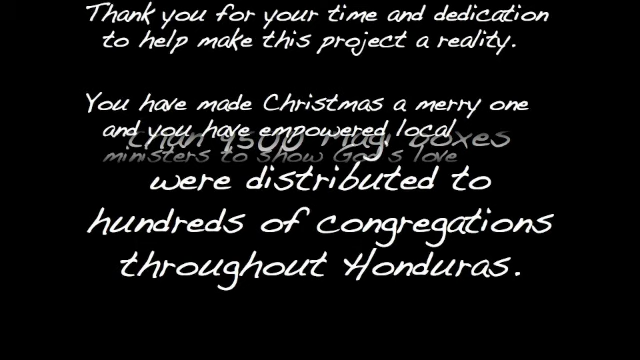 Thank you for your time and dedication
to help make this project a reality.
You have made Christmas a merry one
and you have empowered local
than 4500 Magi boxes
ministers to show God's love
were distributed to
hundreds of congregations
throughout Honduras.